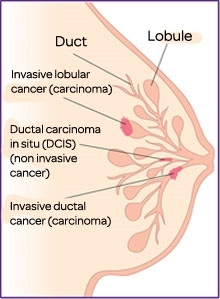 Duct
Lobule
Invasive lobular
cancer (carcinoma)
Ductal carcinoma
in situ (DCIS)
(non invasive
cancer)
Invasive ductal
cancer (carcinoma)